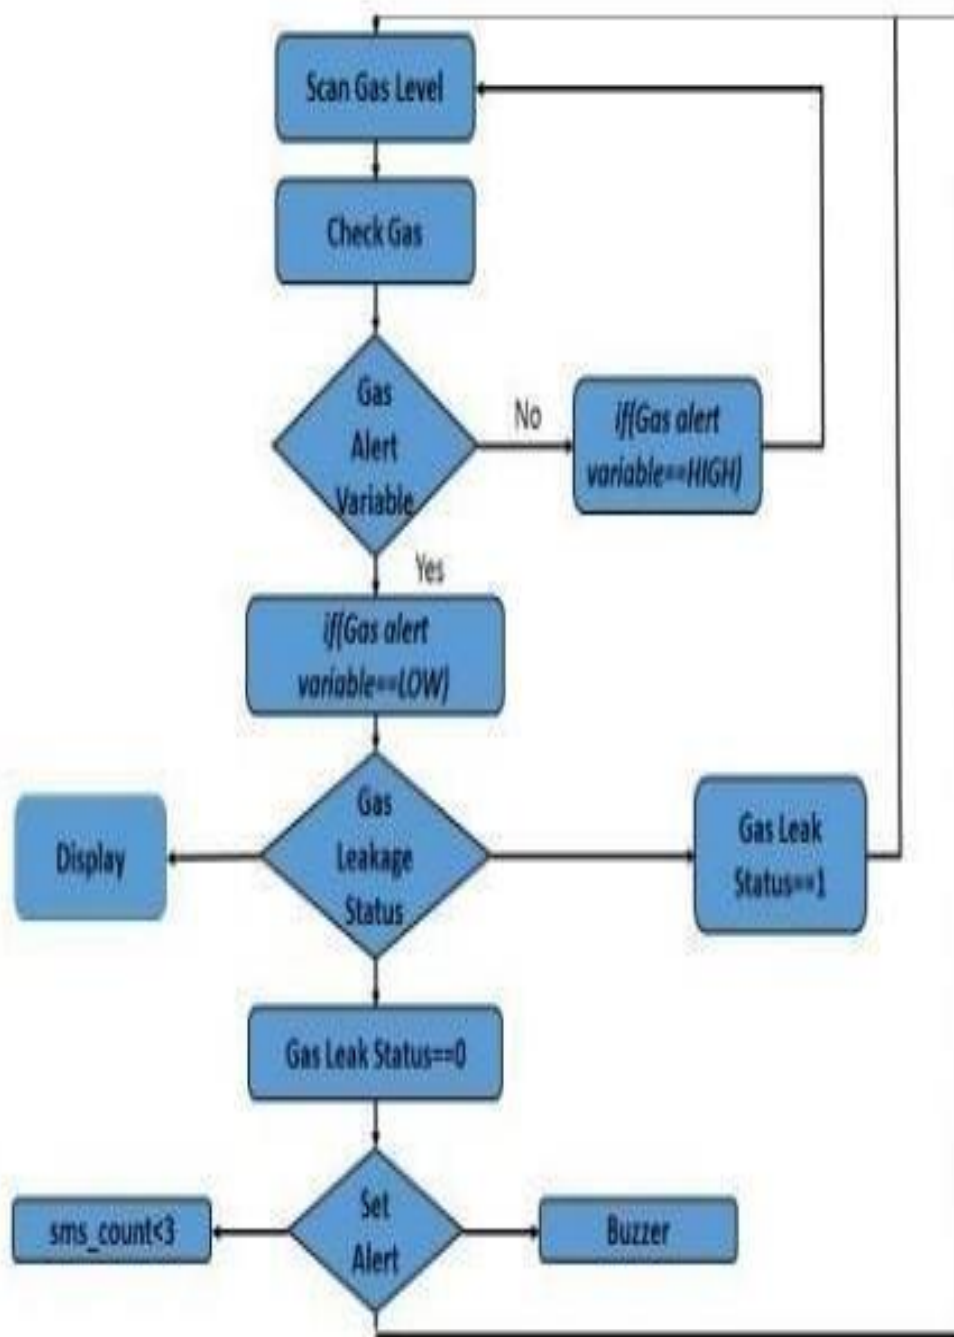 Scan Gas Level
Check Gas
Gas
Alert
Variable
No
if(Gas alert
variable==HIGH)
Yes
if(Gas alert
variable==LOW)
Gas
Leakage
Status
Display
Gas Leak
Status==1
Gas Leak Status==0
Set
Alert
sms_count<3
Buzzer